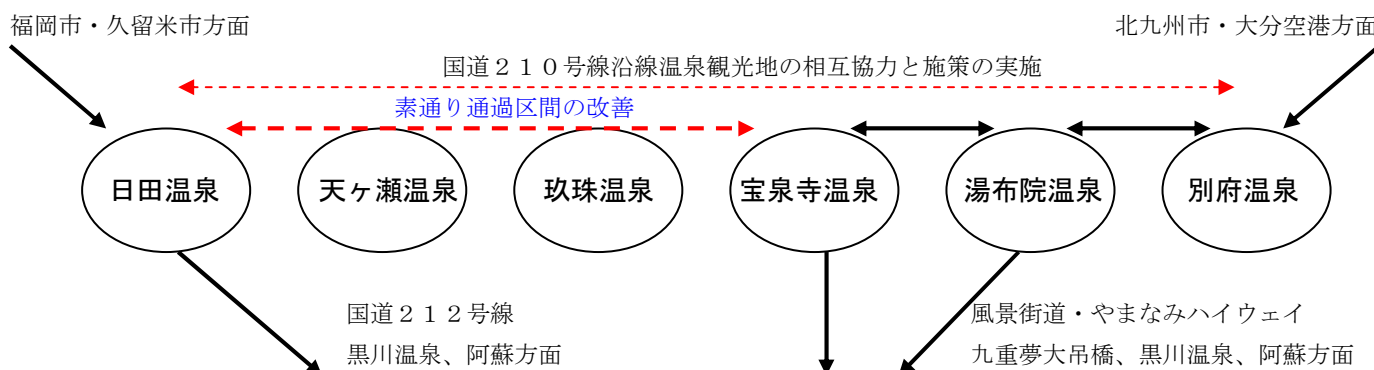 福岡市・久留米市方面
北九州市・大分空港方面
国道２１０号線沿線温泉観光地の相互協力と施策の実施
素通り通過区間の改善
日田温泉
天ヶ瀬温泉
玖珠温泉
宝泉寺温泉
湯布院温泉
別府温泉
国道２１２号線
黒川温泉、阿蘇方面
風景街道・やまなみハイウェイ
九重夢大吊橋、黒川温泉、阿蘇方面